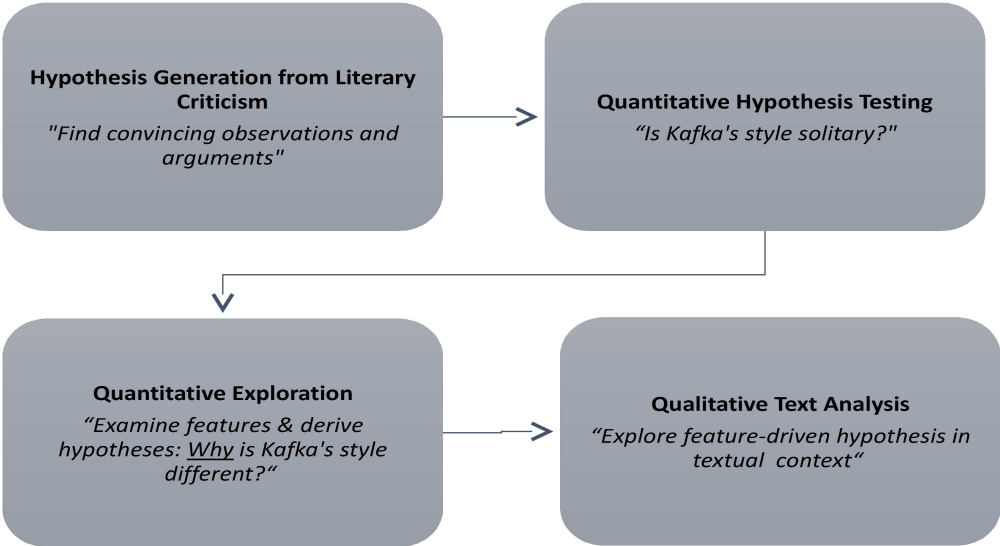 Hypothesis Generation from Literary
Criticism
"Find convincing observations and
arguments"
Quantitative Hypothesis Testing
“Is Kafka's style solitary?"
Quantitative Exploration
“Examine features & derive
hypotheses: Why is Kafka's style
different?“
Qualitative Text Analysis
“Explore feature-driven hypothesis in
textual  context“